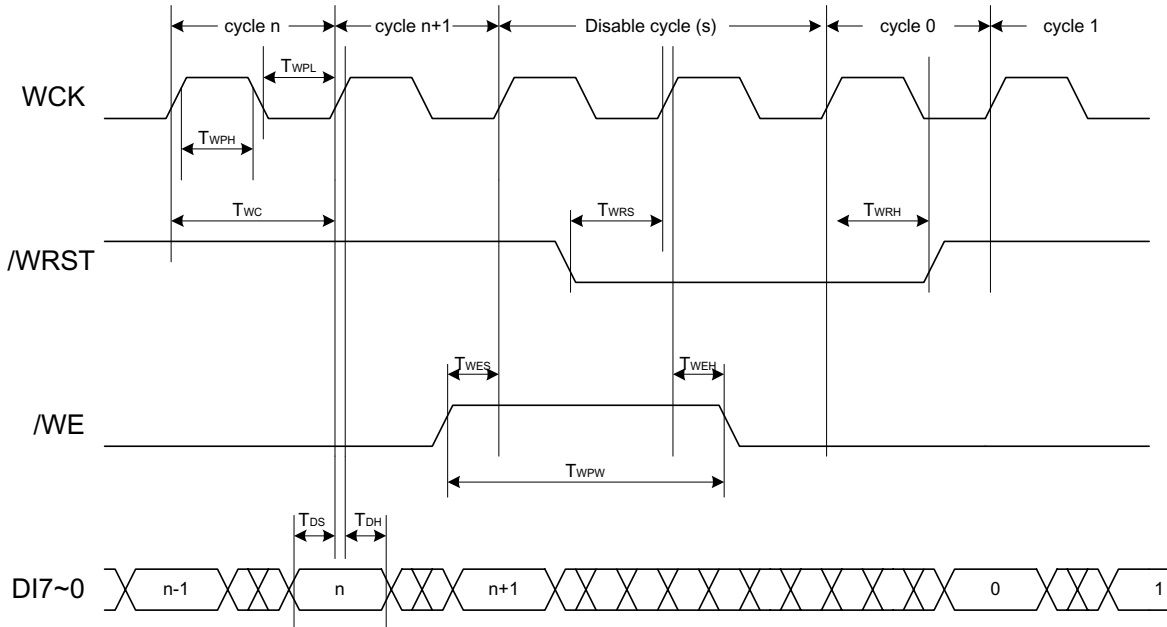 cycle n cycle n+1 Disable cycle (s) cycle 0 cycle 1
TWPL
WCK
TWPH
TWC TWRS TWRH
/WRST
TWES TWEH
/WE
TWPW
TDS TDH
DI7~0 n-1 n n+1 0 1